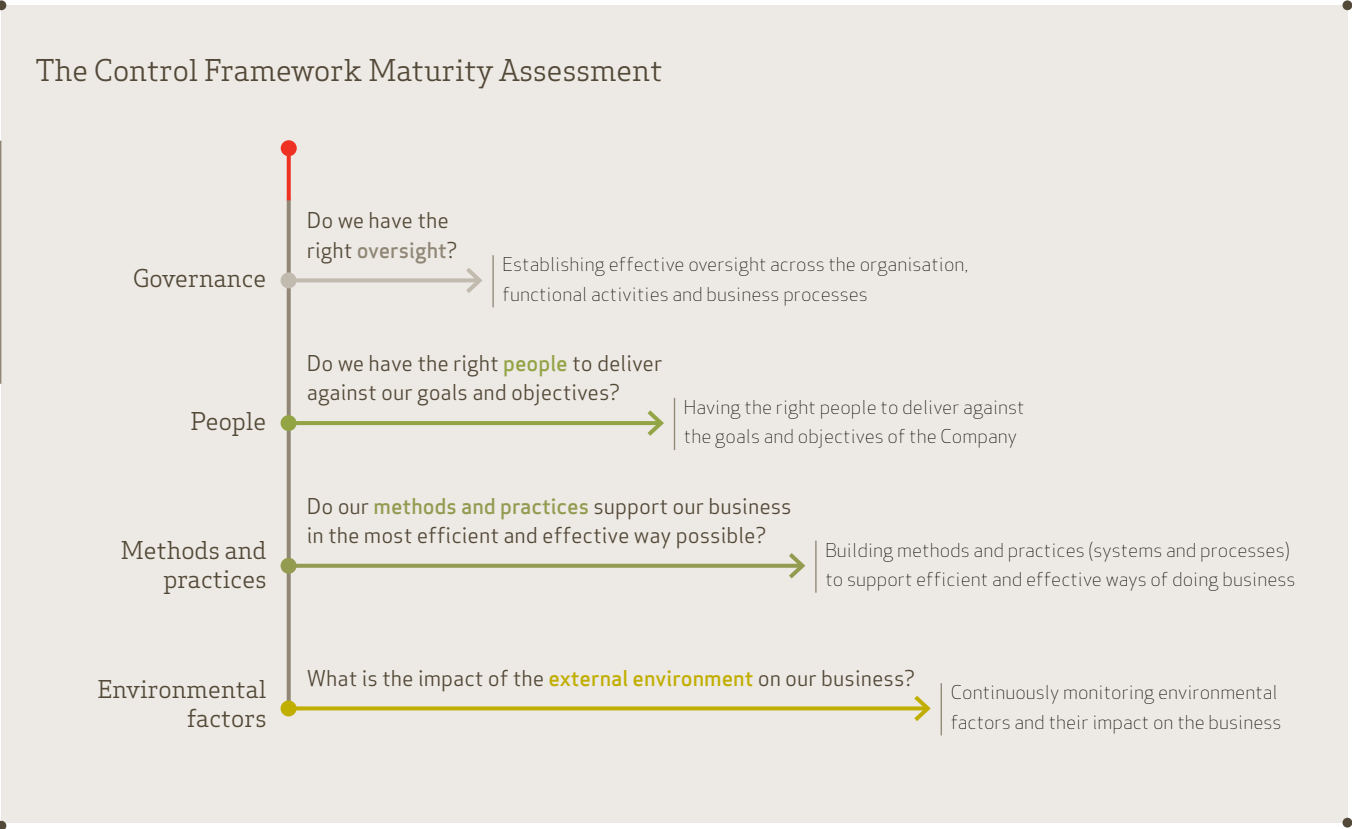 The Control Framework Maturity Assessment
Do we have the
right oversight?
Governance
Establishing effective oversight across the organisation,
functional activities and business processes
Do we have the right people to deliver
against our goals and objectives?
People
Having the right people to deliver against
the goals and objectives of the Company
Do our methods and practices support our business
in the most efficient and effective way possible?
Methods and
practices
Building methods and practices (systems and processes)
to support efficient and effective ways of doing business
What is the impact of the external environment on our business?
Environmental
factors
Continuously monitoring environmental
factors and their impact on the business